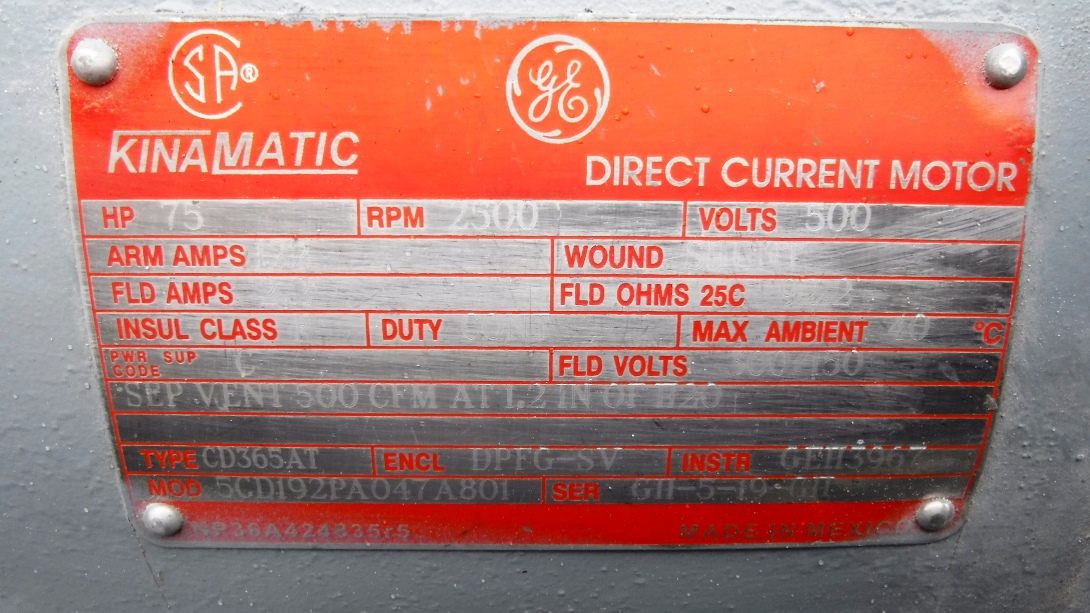 SA®
GE
KINAMATIC
DIRECT CURRENT MOTOR
HP 75 RPM 2500 VOLTS 500
ARM AMPS WOUND
FLD AMPS FLD OHMS 25C
INSUL CLASS DUTY MAX AMBIENT 40 °C
PWR SUP CODE C FLD VOLTS
SEP VENT 500 CFM AT 1.2 IN OF H2O
TYPE CD365AT ENCL DPFG-SV INSTR GEH3967
MOD 5CD192PA047A801 SER
NP36A424835r5 MADE IN MEXICO